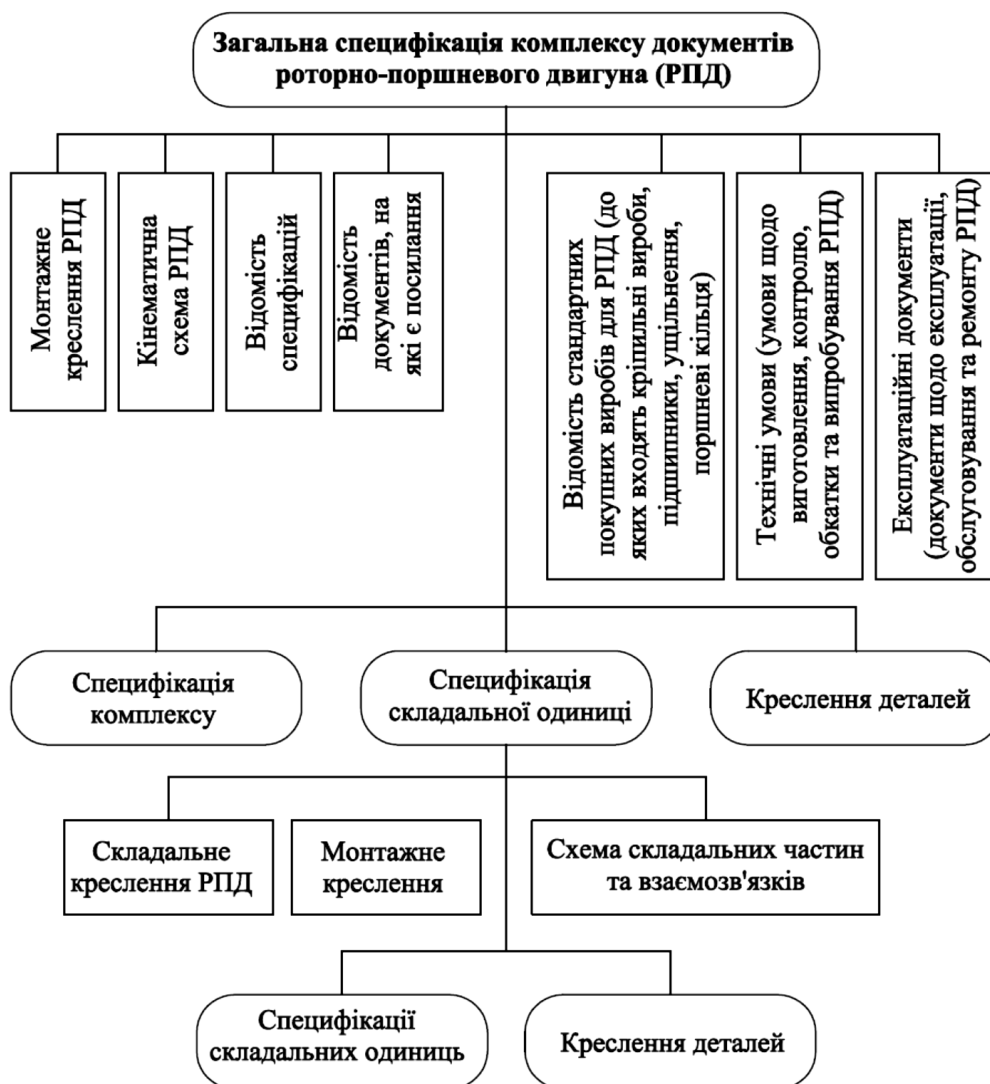 Загальна специфікація комплексу документів
роторно-поршневого двигуна (РПД)
Монтажне
креслення РПД
Кінематична
схема РПД
Відомість
специфікацій
Відомість
документів, на
які є посилання
Відомість стандартних
покупних виробів для РПД (до
яких входять кріпильні вироби,
підшипники, ущільнення,
поршневі кільця)
Технічні умови (умови щодо
виготовлення, контролю,
обкатки та випробування РПД)
Експлуатаційні документи
(документи щодо експлуатації,
обслуговування та ремонту РПД)
Специфікація
комплексу
Специфікація
складальної одиниці
Креслення деталей
Складальне
креслення РПД
Монтажне
креслення
Схема складальних частин
та взаємозв'язків
Специфікації
складальних одиниць
Креслення деталей